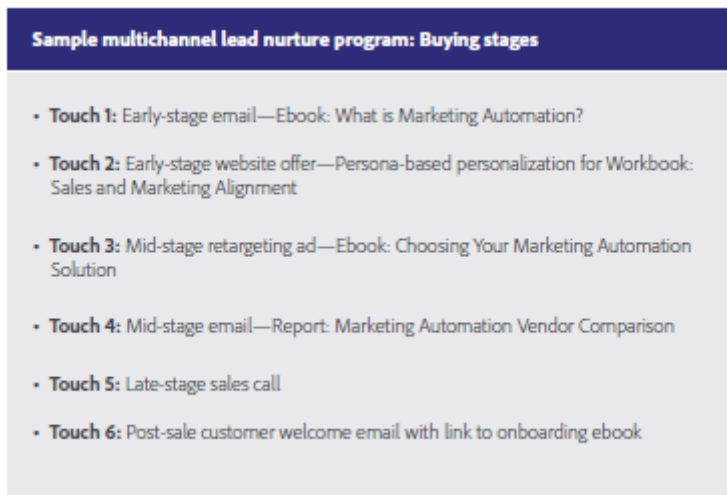 Sample multichannel lead nurture program: Buying stages
• Touch 1: Early-stage email—Ebook: What is Marketing Automation?
• Touch 2: Early-stage website offer—Persona-based personalization for Workbook:
Sales and Marketing Alignment
• Touch 3: Mid-stage retargeting ad—Ebook: Choosing Your Marketing Automation
Solution
• Touch 4: Mid-stage email—Report: Marketing Automation Vendor Comparison
• Touch 5: Late-stage sales call
• Touch 6: Post-sale customer welcome email with link to onboarding ebook